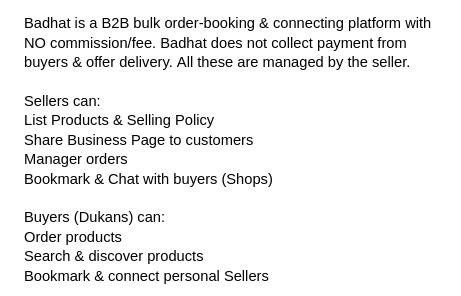 Badhat is a B2B bulk order-booking & connecting platform with
NO commission/fee. Badhat does not collect payment from
buyers & offer delivery. All these are managed by the seller.
Sellers can:
List Products & Selling Policy
Share Business Page to customers
Manager orders
Bookmark & Chat with buyers (Shops)
Buyers (Dukans) can:
Order products
Search & discover products
Bookmark & connect personal Sellers